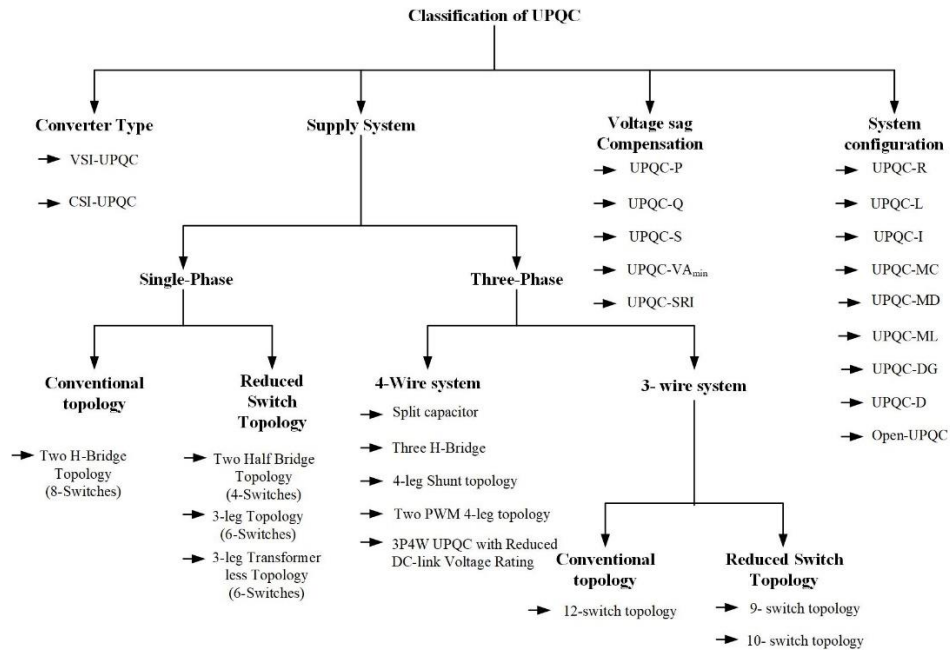 Classification of UPQC
Converter Type
VSI-UPQC
CSI-UPQC
Supply System
Single-Phase
Conventional
topology
Two H-Bridge
Topology
(8-Switches)
Reduced
Switch
Topology
Two Half Bridge
Topology
(4-Switches)
3-leg Topology
(6-Switches)
3-leg Transformer
less Topology
(6-Switches)
Three-Phase
4-Wire system
Split capacitor
Three H-Bridge
4-leg Shunt topology
Two PWM 4-leg topology
3P4W UPQC with Reduced
DC-link Voltage Rating
3- wire system
Conventional
topology
12-switch topology
Reduced Switch
Topology
9- switch topology
10- switch topology
Voltage sag
Compensation
UPQC-P
UPQC-Q
UPQC-S
UPQC-VAmin
UPQC-SRI
System
configuration
UPQC-R
UPQC-L
UPQC-I
UPQC-MC
UPQC-MD
UPQC-ML
UPQC-DG
UPQC-D
Open-UPQC